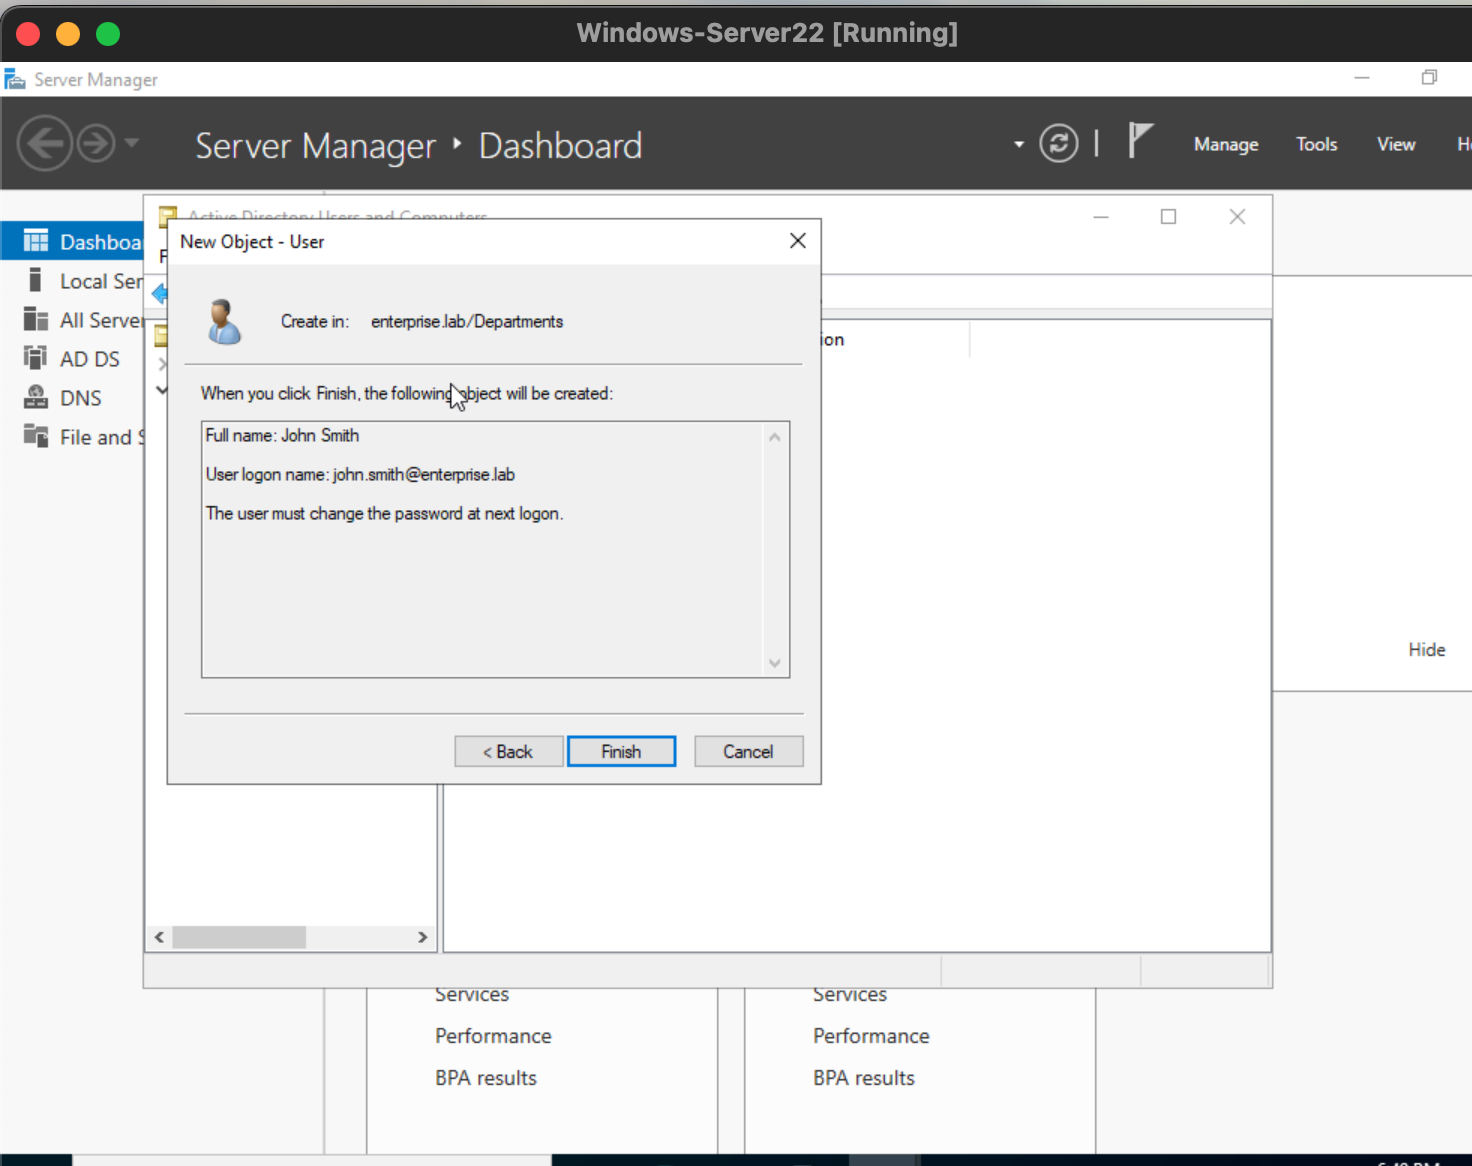 Windows-Server22 [Running]
Server Manager
Server Manager Dashboard
Manage Tools View
Active Directory Users and Computers
Dashboa
New Object - User
Local Ser
All Server
Create in: enterprise.lab/Departments
ion
AD DS
When you click Finish, the following object will be created:
DNS
File and S
Full name: John Smith
User logon name: john.smith@enterprise.lab
The user must change the password at next logon.
Hide
< Back Finish Cancel
Services Services
Performance Performance
BPA results BPA results